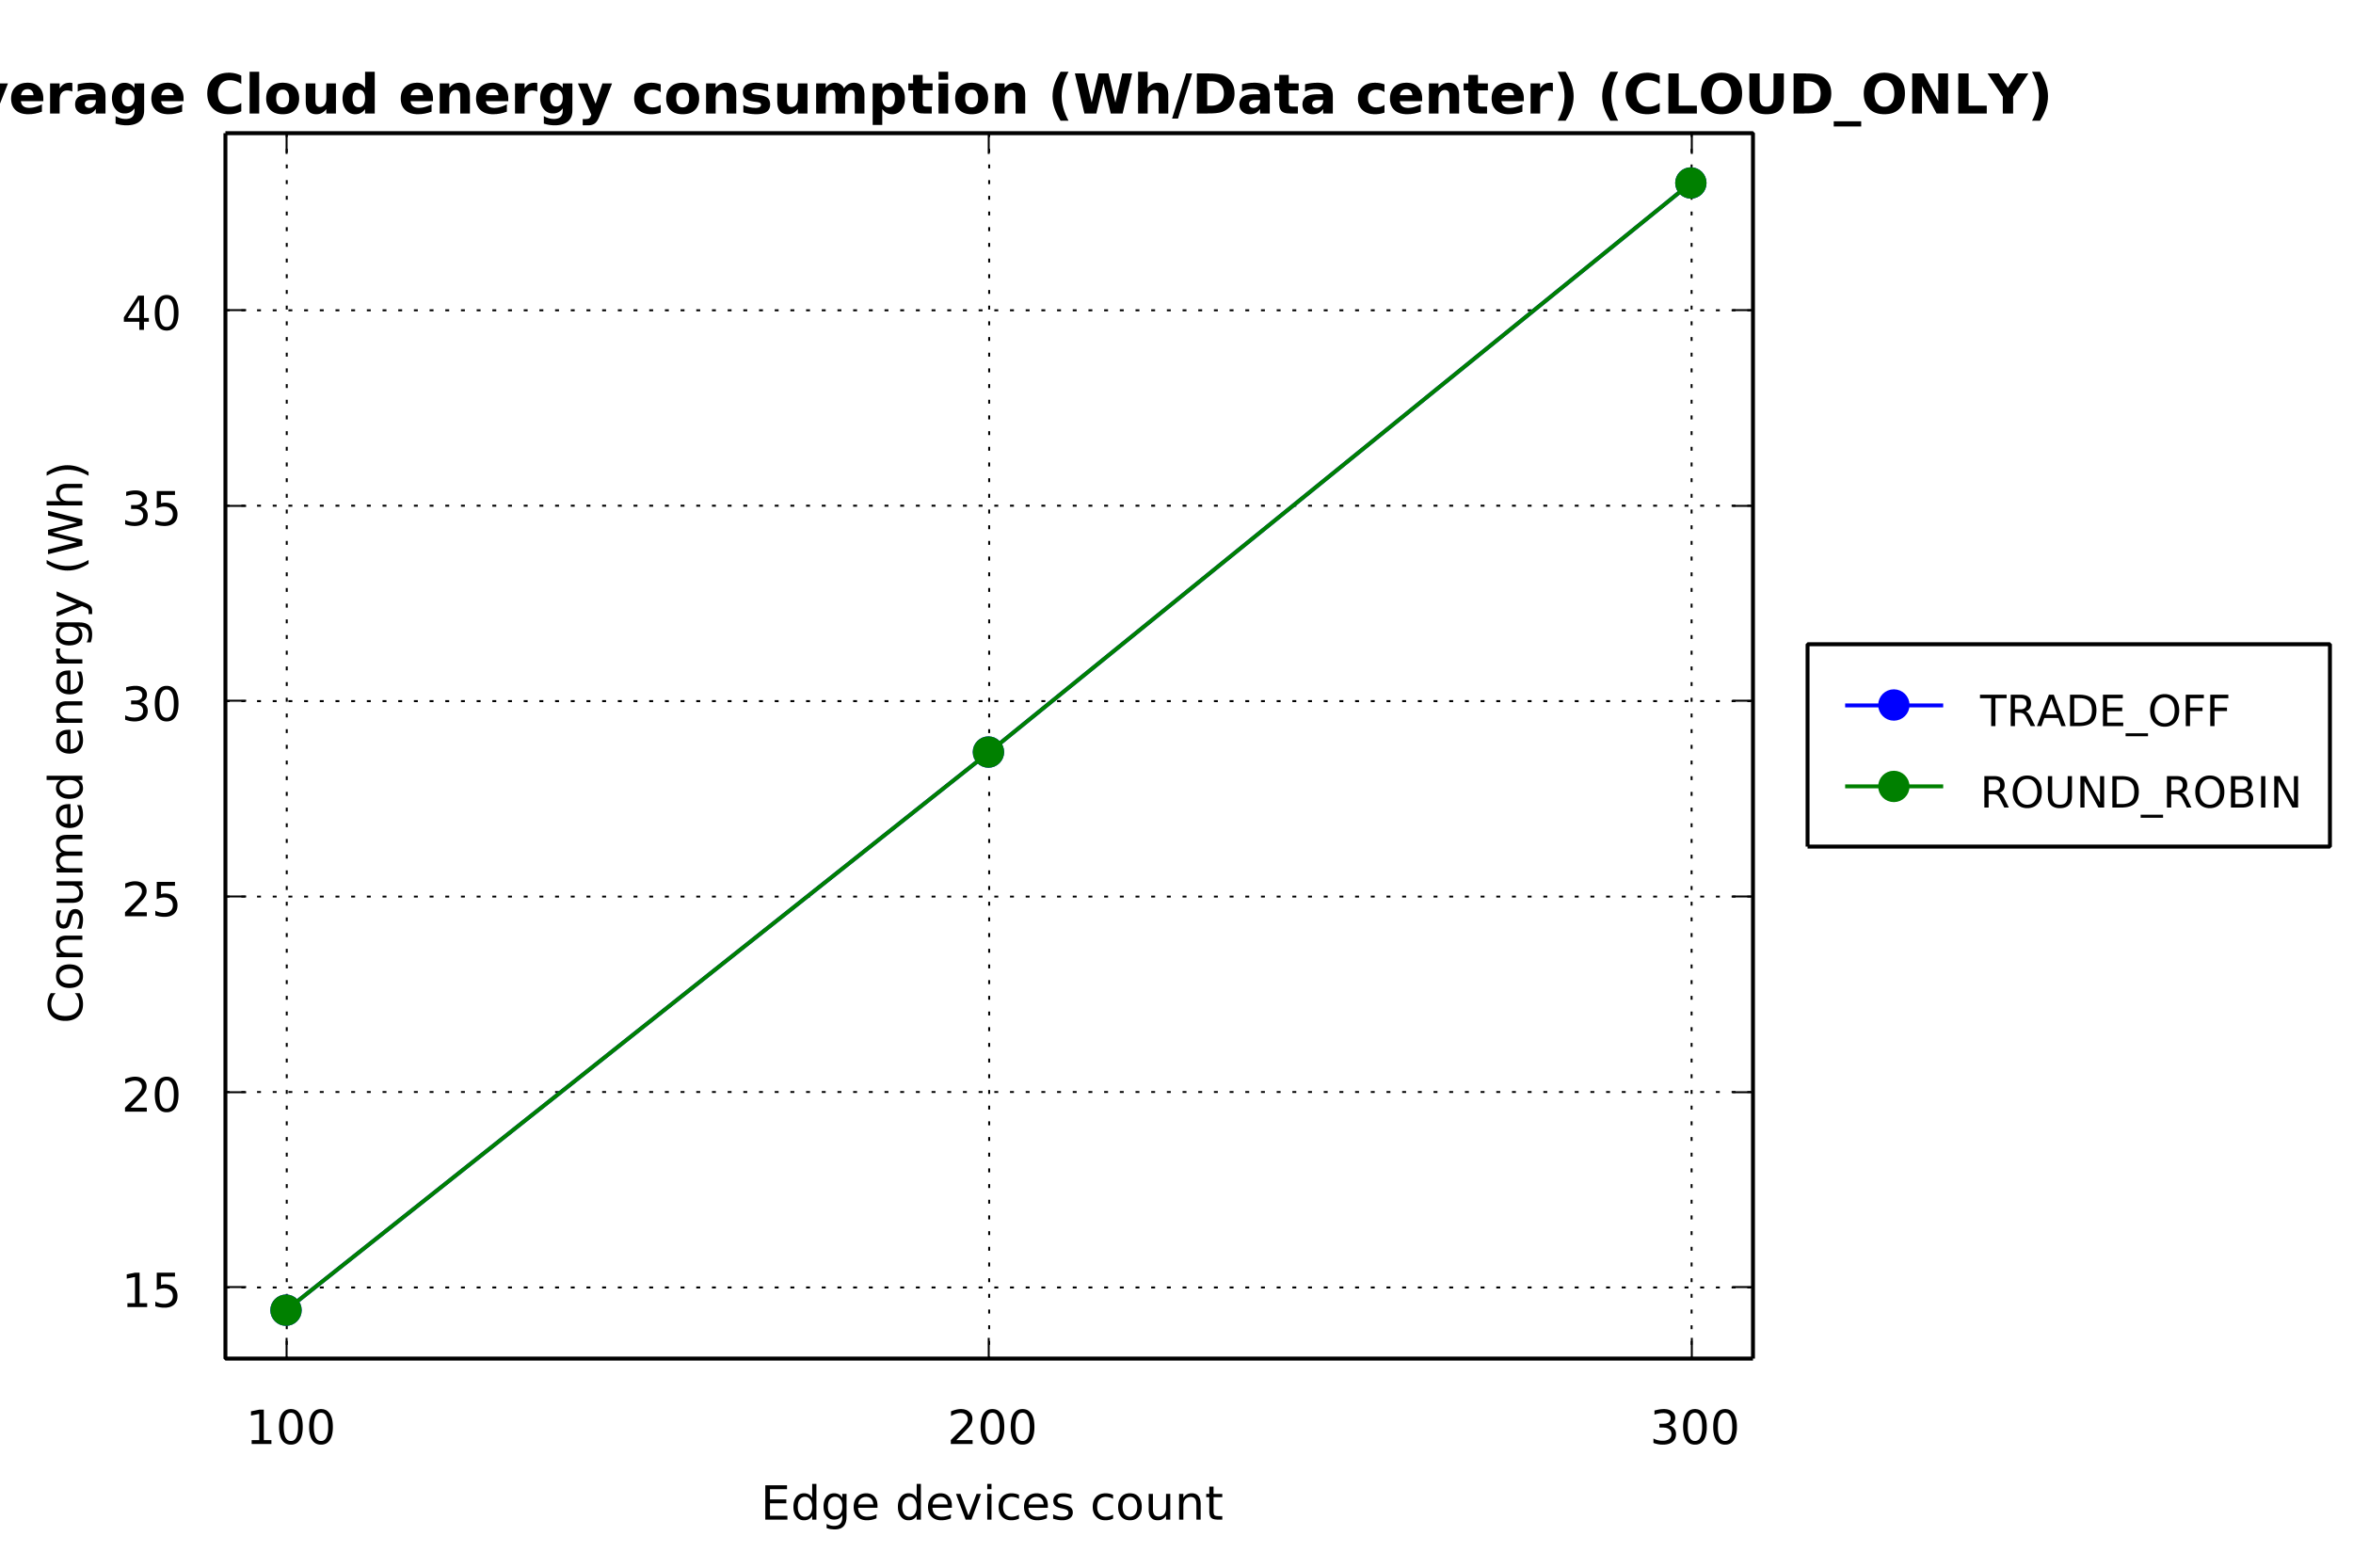 verage Cloud energy consumption (Wh/Data center) (CLOUD_ONLY)
40
35
30
25
20
15
Consumed energy (Wh)
100 200 300
Edge devices count
TRADE_OFF
ROUND_ROBIN